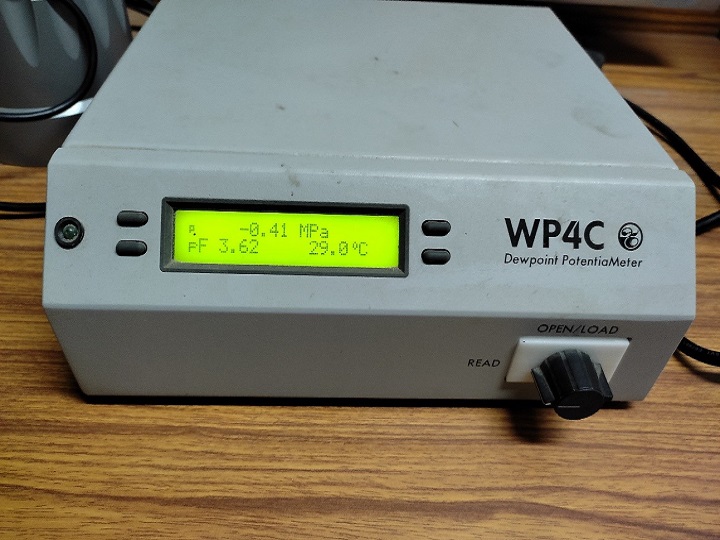 P. -0.41 MPa
pF 3.62 29.0°C
WP4C
Dewpoint PotentiaMeter
OPEN/LOAD
READ